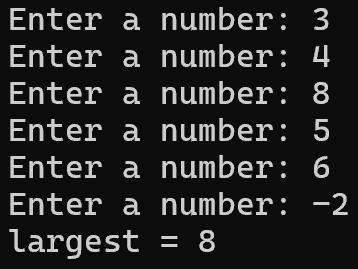 Enter a number: 3
Enter a number: 4
Enter a number: 8
Enter a number: 5
Enter a number: 6
Enter a number: -2
largest = 8